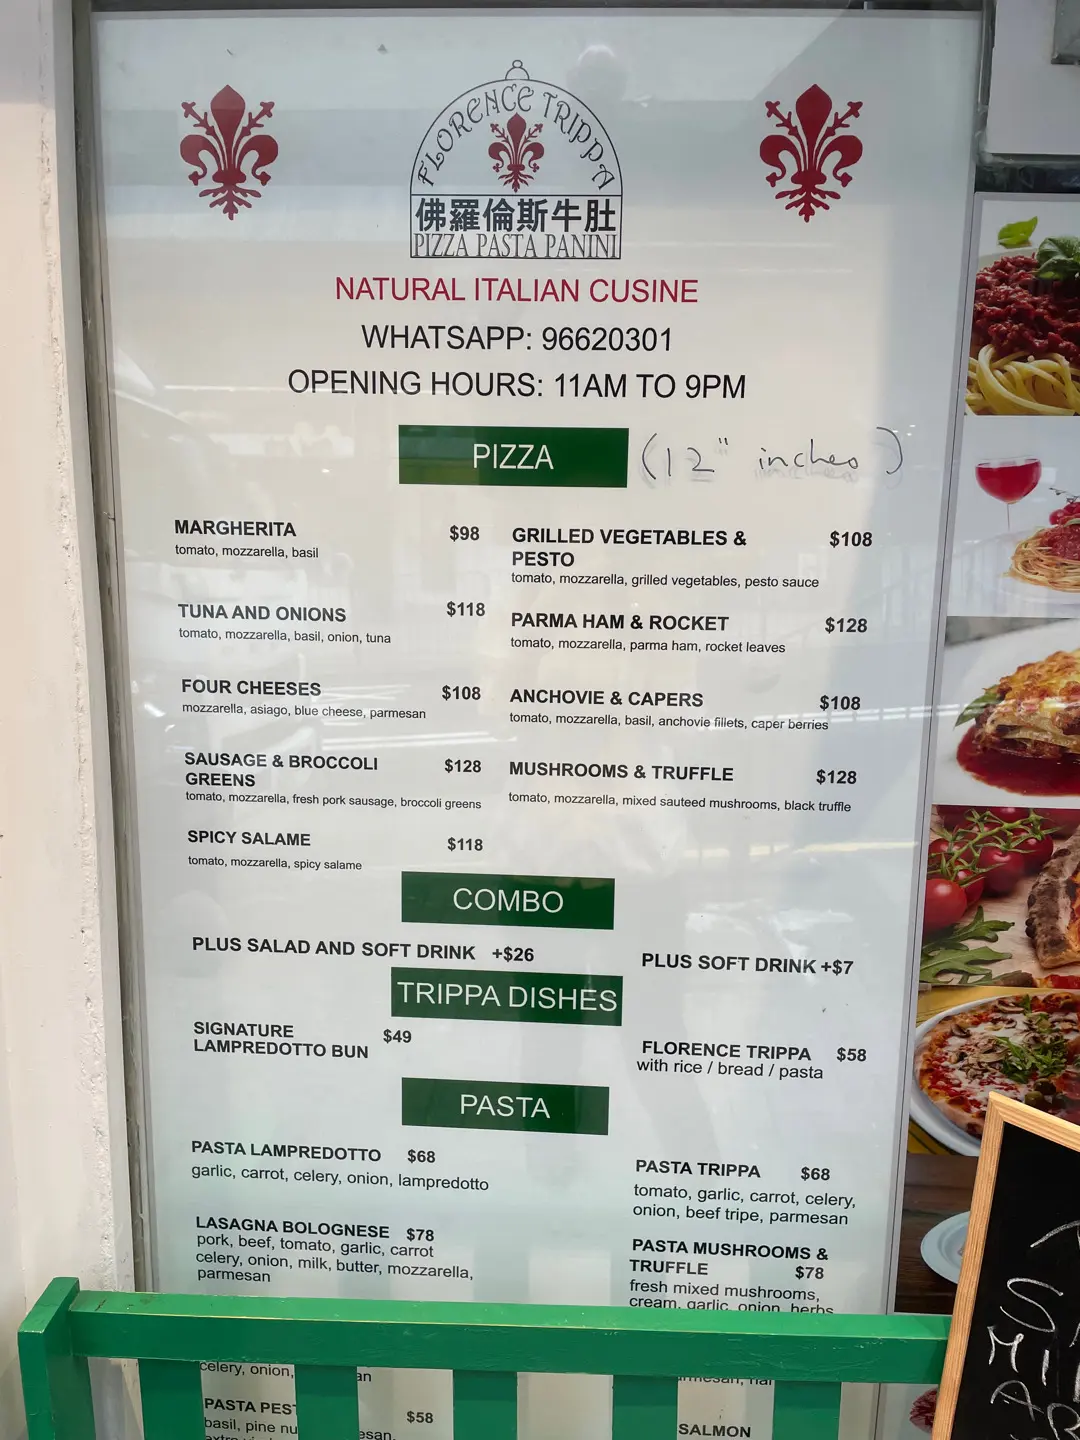 FLORENCE TRIPPA
佛羅倫斯牛肚
PIZZA PASTA PANINI
NATURAL ITALIAN CUSINE
WHATSAPP: 96620301
OPENING HOURS: 11AM TO 9PM
PIZZA (12" inches)
MARGHERITA $98
tomato, mozzarella, basil
TUNA AND ONIONS $118
tomato, mozzarella, basil, onion, tuna
FOUR CHEESES $108
mozzarella, asiago, blue cheese, parmesan
SAUSAGE & BROCCOLI $128
GREENS
tomato, mozzarella, fresh pork sausage, broccoli greens
SPICY SALAME $118
tomato, mozzarella, spicy salame
GRILLED VEGETABLES & $108
PESTO
tomato, mozzarella, grilled vegetables, pesto sauce
PARMA HAM & ROCKET $128
tomato, mozzarella, parma ham, rocket leaves
ANCHOVIE & CAPERS $108
tomato, mozzarella, basil, anchovie fillets, caper berries
MUSHROOMS & TRUFFLE $128
tomato, mozzarella, mixed sauteed mushrooms, black truffle
COMBO
PLUS SALAD AND SOFT DRINK +$26
PLUS SOFT DRINK +$7
TRIPPA DISHES
SIGNATURE $49
LAMPREDOTTO BUN
FLORENCE TRIPPA $58
with rice / bread / pasta
PASTA
PASTA LAMPREDOTTO $68
garlic, carrot, celery, onion, lampredotto
LASAGNA BOLOGNESE $78
pork, beef, tomato, garlic, carrot
celery, onion, milk, butter, mozzarella,
parmesan
PASTA TRIPPA $68
tomato, garlic, carrot, celery,
onion, beef tripe, parmesan
PASTA MUSHROOMS &
TRUFFLE $78
fresh mixed mushrooms,
cream, garlic, onion, herbs
celery, onion,
PASTA PES $58
basil, pine nu
SALMON